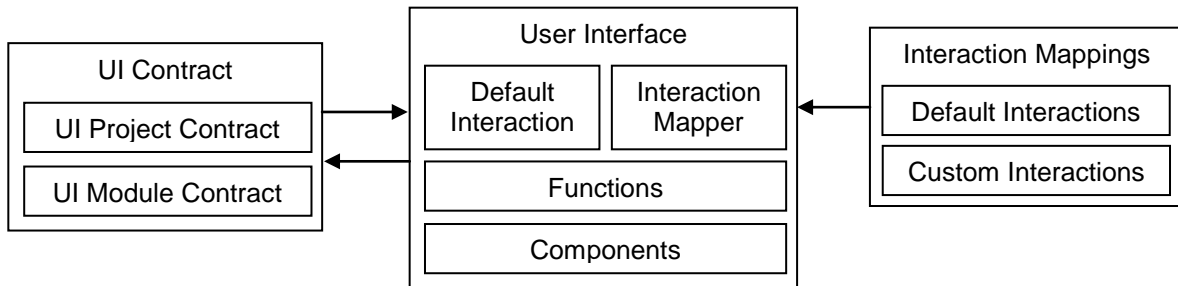 UI Contract
UI Project Contract
UI Module Contract
User Interface
Default
Interaction
Interaction
Mapper
Functions
Components
Interaction Mappings
Default Interactions
Custom Interactions